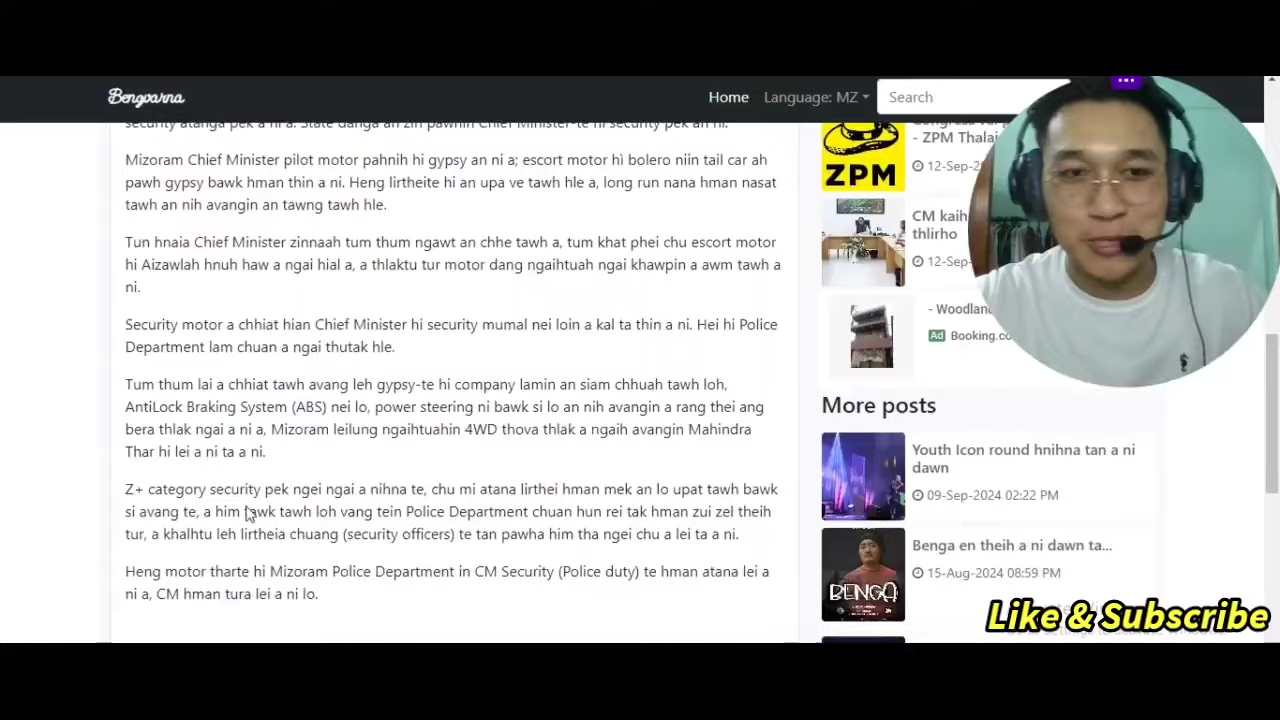 Bengvarna
Home
Language: MZ
Search
security atanga pek a ni a. State danga an zin pawnin Chief Minister-te hi security pek an ni.
Mizoram Chief Minister pilot motor pahnih hi gypsy an ni a; escort motor hi bolero niin tail car ah
pawh gypsy bawk hman thin a ni. Heng lirtheite hi an upa ve tawh hle a, long run nana hman nasat
tawh an nih avangin an tawng tawh hle.
Tun hnaia Chief Minister zinnaah tum thum ngawt an chhe tawh a, tum khat phei chu escort motor
hi Aizawlah hnuh haw a ngai hial a, a thlaktu tur motor dang ngaihtuah ngai khawpin a awm tawh a
ni.
Security motor a chhiat hian Chief Minister hi security mumal nei loin a kal ta thin a ni. Hei hi Police
Department lam chuan a ngai thutak hle.
Tum thum lai a chhiat tawh avang leh gypsy-te hi company lamin an siam chhuah tawh loh,
AntiLock Braking System (ABS) nei lo, power steering ni bawk si lo an nih avangin a rang thei ang
bera thlak ngai a ni a, Mizoram leilung ngaihtuahin 4WD thova thlak a ngaih avangin Mahindra
Thar hi lei a ni ta a ni.
Z+ category security pek ngei ngai a nihna te, chu mi atana lirthei hman mek an lo upat tawh bawk
si avang te, a him bawk tawh loh vang tein Police Department chuan hun rei tak hman zui zel theih
tur, a khalhtu leh lirtheia chuang (security officers) te tan pawha him tha ngei chu a lei ta a ni.
Heng motor tharte hi Mizoram Police Department in CM Security (Police duty) te hman atana lei a
ni a, CM hman tura lei a ni lo.
ZPM
- ZPM Thalai
12-Sep-2
CM kaih
thlirho
12-Sep-
- Woodlan
Ad Booking.co
More posts
Youth Icon round hnihna tan a ni
dawn
09-Sep-2024 02:22 PM
Benga en theih a ni dawn ta...
15-Aug-2024 08:59 PM
BENGA
Like & Subscribe